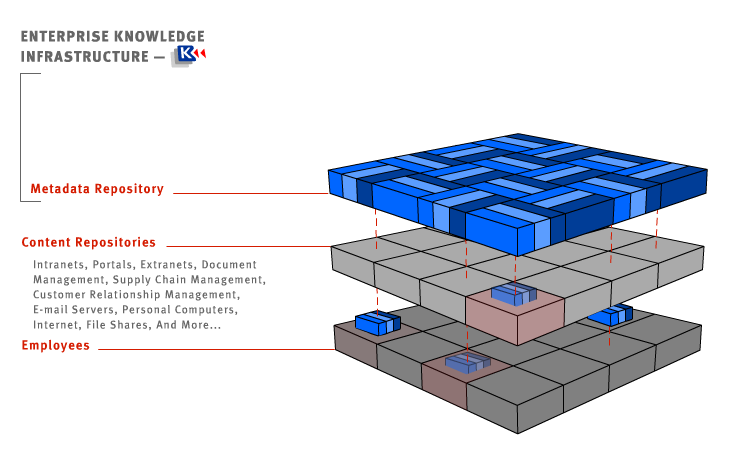 ENTERPRISE KNOWLEDGE
INFRASTRUCTURE — K
Metadata Repository
Content Repositories
Intranets, Portals, Extranets, Document
Management, Supply Chain Management,
Customer Relationship Management,
E-mail Servers, Personal Computers,
Internet, File Shares, And More...
Employees